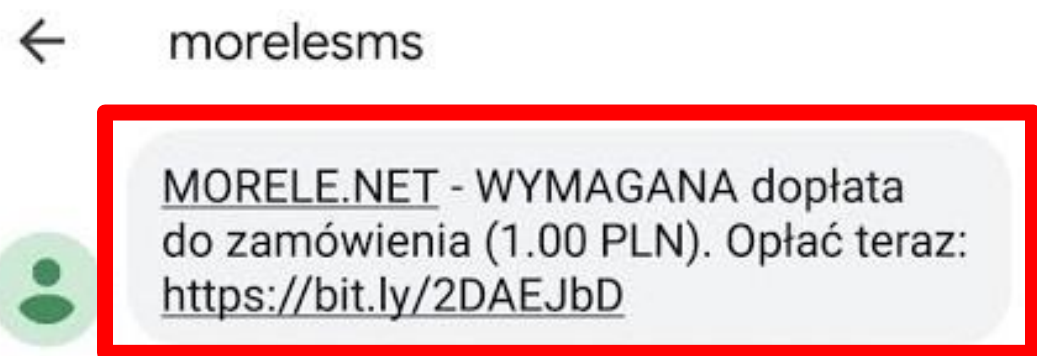 morelesms
MORELE.NET - WYMAGANA dopłata
do zamówienia (1.00 PLN). Opłać teraz:
https://bit.ly/2DAEJbD